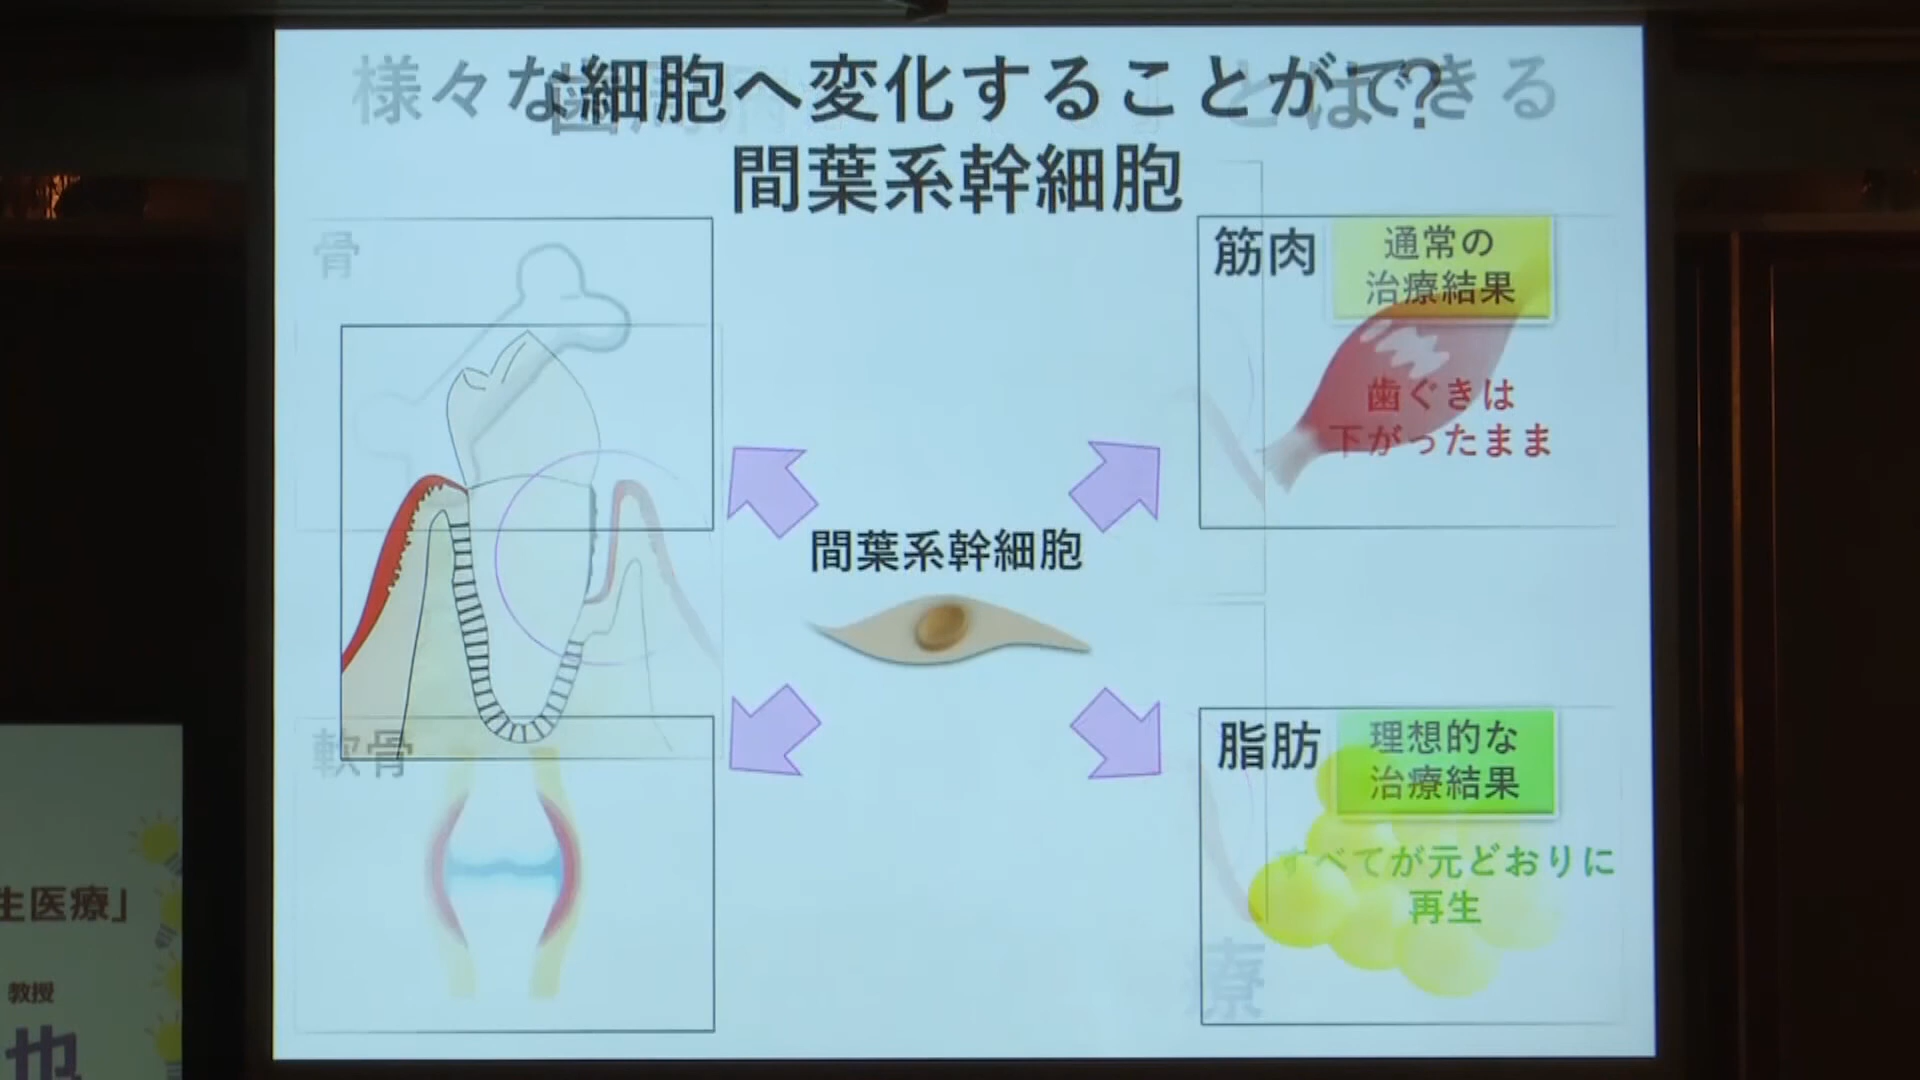 様々な細胞へ変化することができる
間葉系幹細胞
骨
筋肉
通常の
治療結果
歯ぐきは
下がったまま
間葉系幹細胞
軟骨
脂肪
理想的な
治療結果
すべてが元どおりに
再生
療
生医療」
教授
也